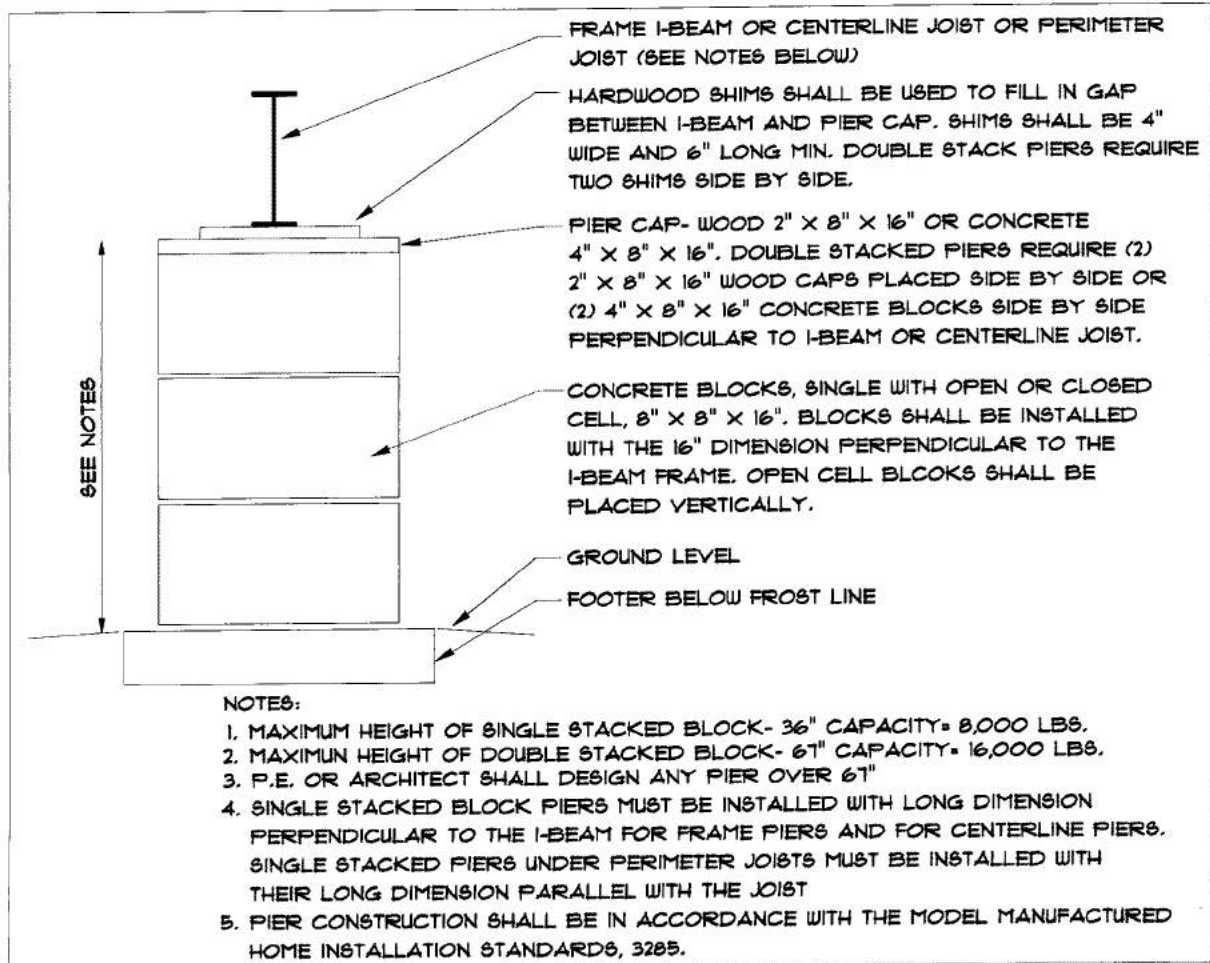 FRAME I-BEAM OR CENTERLINE JOIST OR PERIMETER
JOIST (SEE NOTES BELOW)
HARDWOOD SHIMS SHALL BE USED TO FILL IN GAP
BETWEEN I-BEAM AND PIER CAP. SHIMS SHALL BE 4"
WIDE AND 6" LONG MIN. DOUBLE STACK PIERS REQUIRE
TWO SHIMS SIDE BY SIDE.
PIER CAP- WOOD 2" X 8" X 16" OR CONCRETE
4" X 8" X 16". DOUBLE STACKED PIERS REQUIRE (2)
2" X 8" X 16" WOOD CAPS PLACED SIDE BY SIDE OR
(2) 4" X 8" X 16" CONCRETE BLOCKS SIDE BY SIDE
PERPENDICULAR TO I-BEAM OR CENTERLINE JOIST.
SEE NOTES
CONCRETE BLOCKS, SINGLE WITH OPEN OR CLOSED
CELL, 8" X 8" X 16". BLOCKS SHALL BE INSTALLED
WITH THE 16" DIMENSION PERPENDICULAR TO THE
I-BEAM FRAME. OPEN CELL BLCOKS SHALL BE
PLACED VERTICALLY.
GROUND LEVEL
FOOTER BELOW FROST LINE
NOTES:
1. MAXIMUM HEIGHT OF SINGLE STACKED BLOCK- 36" CAPACITY= 8,000 LBS.
2. MAXIMUN HEIGHT OF DOUBLE STACKED BLOCK- 67" CAPACITY= 16,000 LBS.
3. P.E. OR ARCHITECT SHALL DESIGN ANY PIER OVER 67"
4. SINGLE STACKED BLOCK PIERS MUST BE INSTALLED WITH LONG DIMENSION
PERPENDICULAR TO THE I-BEAM FOR FRAME PIERS AND FOR CENTERLINE PIERS.
SINGLE STACKED PIERS UNDER PERIMETER JOISTS MUST BE INSTALLED WITH
THEIR LONG DIMENSION PARALLEL WITH THE JOIST
5. PIER CONSTRUCTION SHALL BE IN ACCORDANCE WITH THE MODEL MANUFACTURED
HOME INSTALLATION STANDARDS, 3285.